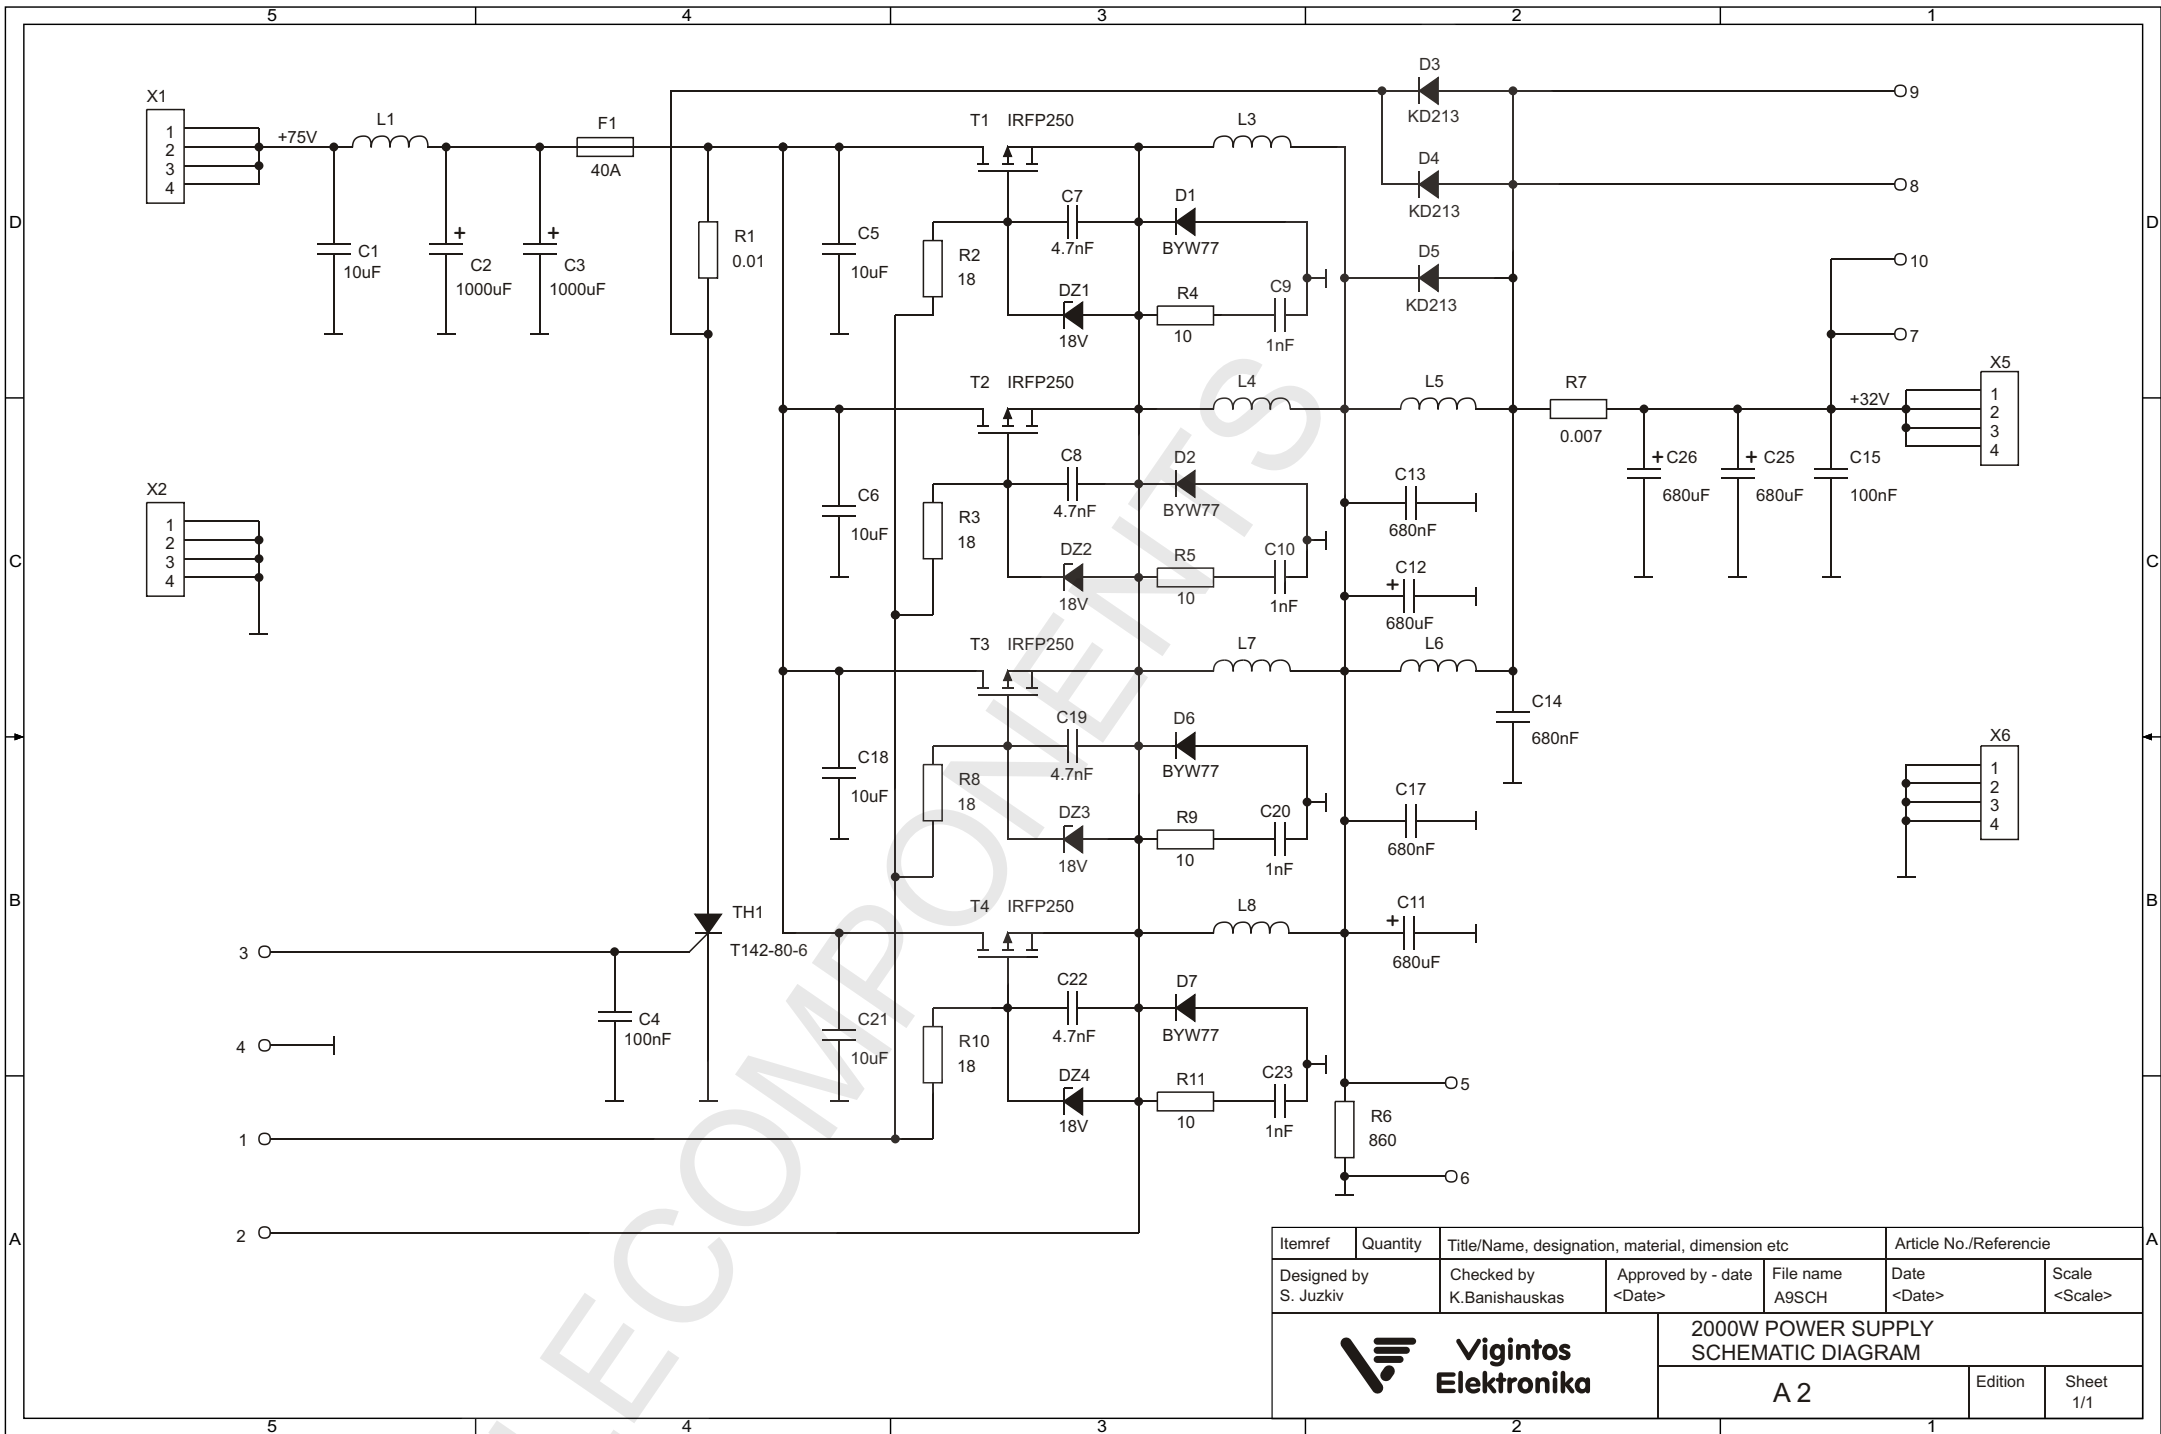 5 4 3 2 1
D
C
B
A
D
C
B
A
X1
1
2
3
4
+75V
L1
F1
40A
C1
10uF
+
C2
1000uF
+
C3
1000uF
R1
0.01
C5
10uF
T1 IRFP250
L3
R2
18
C7
4.7nF
D1
BYW77
DZ1
18V
R4
10
C9
1nF
D3
KD213
D4
KD213
D5
KD213
9
8
10
7
T2 IRFP250
L4
L5
R7
0.007
+32V
X5
1
2
3
4
X2
1
2
3
4
C6
10uF
R3
18
C8
4.7nF
D2
BYW77
DZ2
18V
R5
10
C10
1nF
C13
680nF
+
C12
680uF
+ C26
680uF
+ C25
680uF
C15
100nF
T3 IRFP250
L7
L6
C14
680nF
C18
10uF
R8
18
C19
4.7nF
D6
BYW77
DZ3
18V
R9
10
C20
1nF
C17
680nF
X6
1
2
3
4
3
TH1
T142-80-6
C4
100nF
4
1
2
T4 IRFP250
L8
+
C11
680uF
C21
10uF
R10
18
C22
4.7nF
D7
BYW77
DZ4
18V
R11
10
C23
1nF
5
R6
860
6
ECOMPONENTS
Itemref Quantity Title/Name, designation, material, dimension etc Article No./Referencie
Designed by
S. Juzkiv
Checked by
K.Banishauskas
Approved by - date
<Date>
File name
A9SCH
Date
<Date>
Scale
<Scale>
Vigintos
Elektronika
2000W POWER SUPPLY
SCHEMATIC DIAGRAM
A 2
Edition
Sheet
1/1
5 4 3 2 1